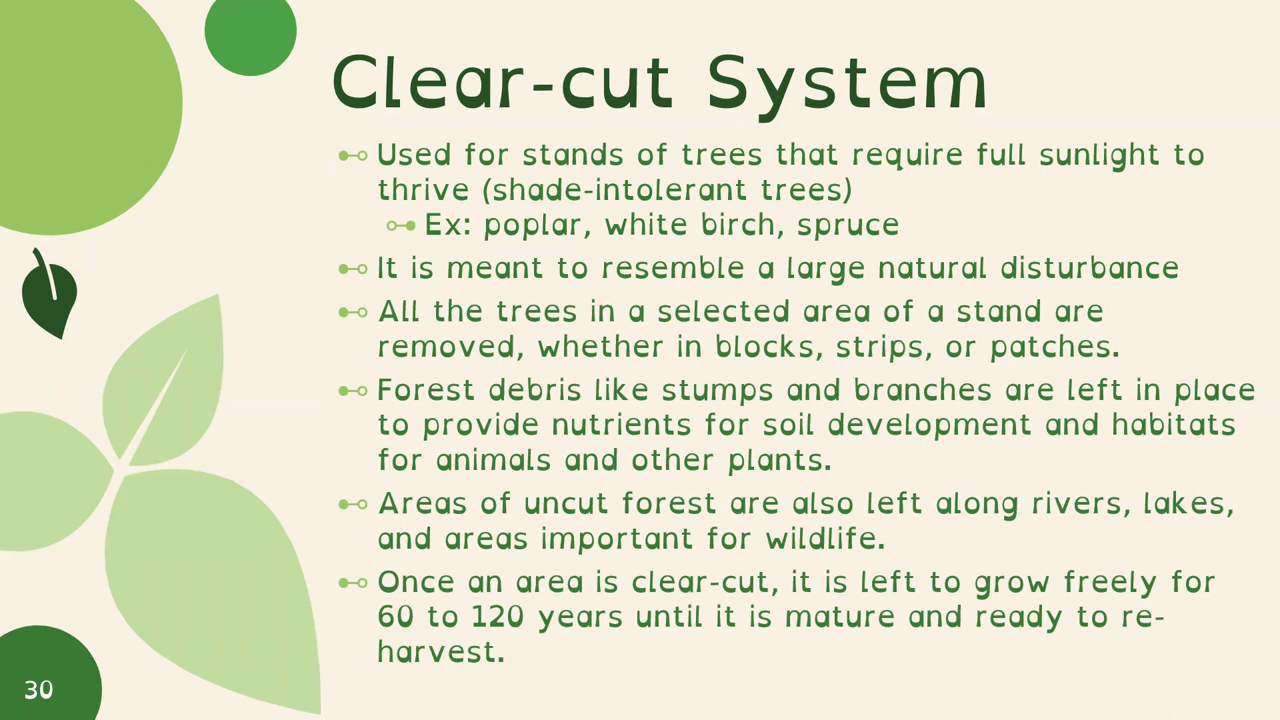 Clear-cut System
Used for stands of trees that require full sunlight to
thrive (shade-intolerant trees)
Ex: poplar, white birch, spruce
It is meant to resemble a large natural disturbance
All the trees in a selected area of a stand are
removed, whether in blocks, strips, or patches.
Forest debris like stumps and branches are left in place
to provide nutrients for soil development and habitats
for animals and other plants.
Areas of uncut forest are also left along rivers, lakes,
and areas important for wildlife.
Once an area is clear-cut, it is left to grow freely for
60 to 120 years until it is mature and ready to re-
harvest.
30